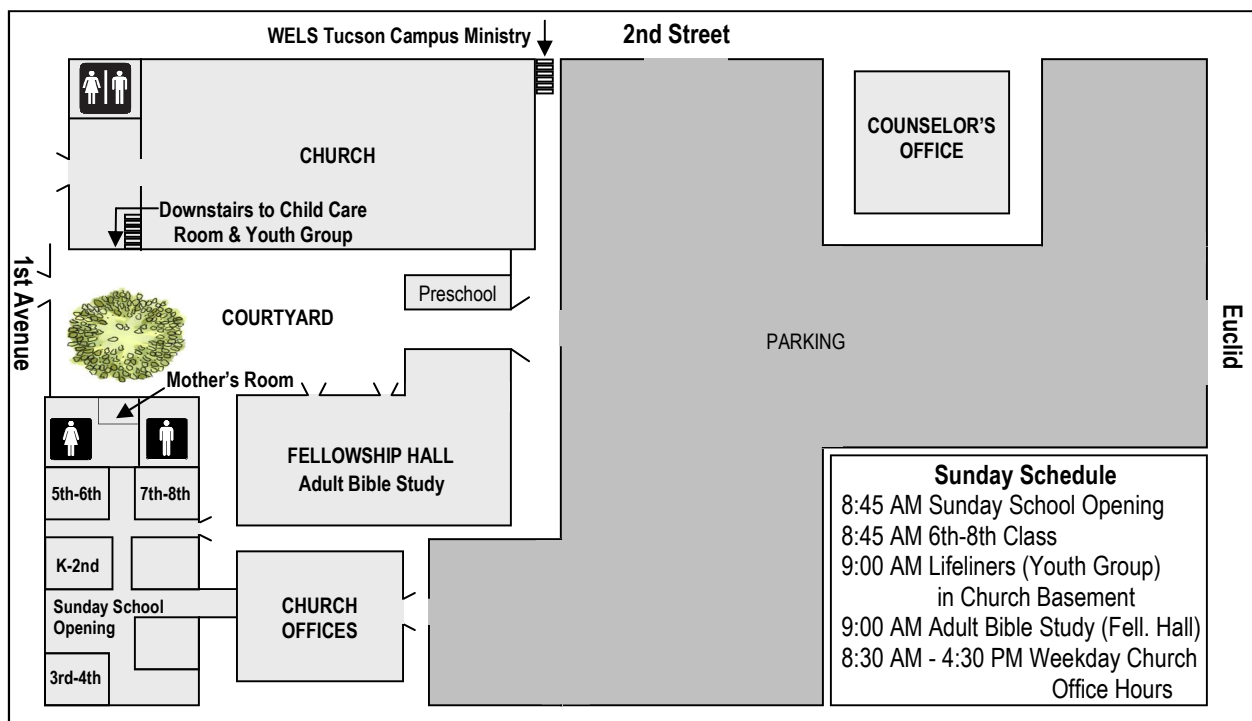 WELS Tucson Campus Ministry
2nd Street
COUNSELOR'S
OFFICE
CHURCH
Downstairs to Child Care
Room & Youth Group
1st Avenue
Preschool
COURTYARD
PARKING
Euclid
Mother's Room
FELLOWSHIP HALL
Adult Bible Study
5th-6th
7th-8th
K-2nd
Sunday School
Opening
3rd-4th
CHURCH
OFFICES
Sunday Schedule
8:45 AM Sunday School Opening
8:45 AM 6th-8th Class
9:00 AM Lifeliners (Youth Group)
in Church Basement
9:00 AM Adult Bible Study (Fell. Hall)
8:30 AM - 4:30 PM Weekday Church
Office Hours